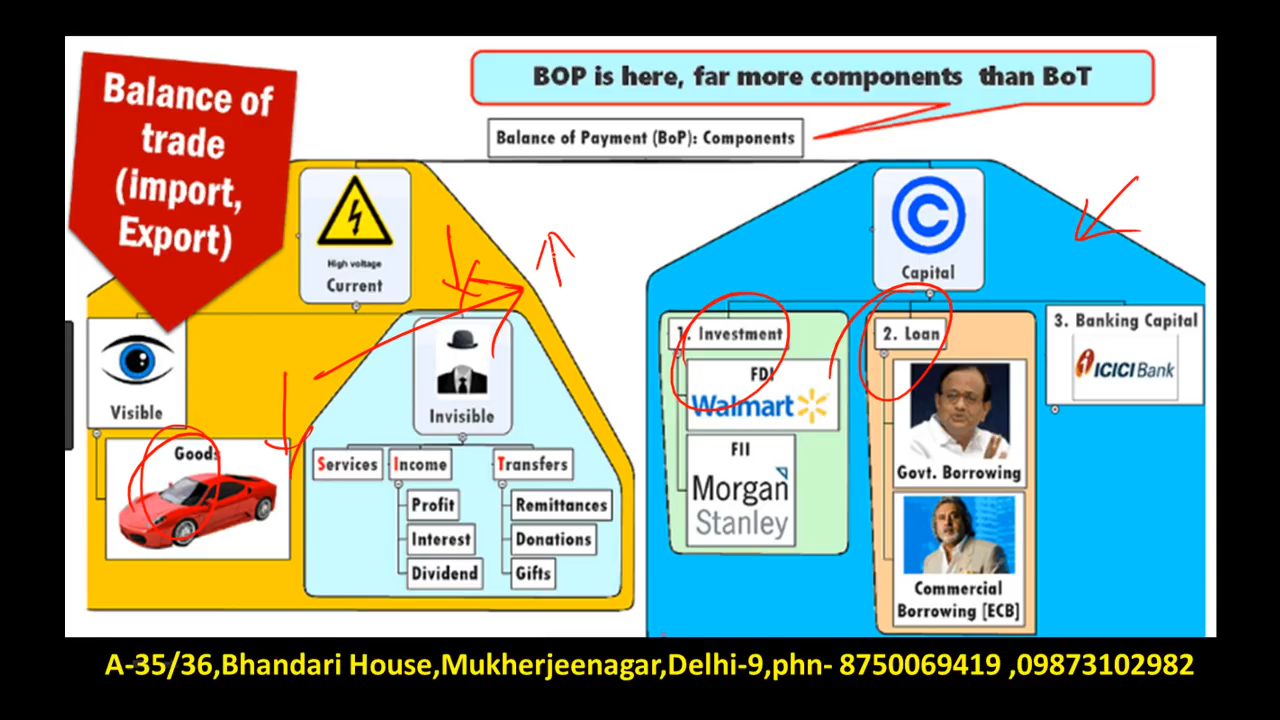 Balance of
trade
(import,
Export)
BOP is here, far more components than BoT
Balance of Payment (BoP): Components
High voltage
Current
Visible
Goods
Invisible
Services
Income
Profit
Interest
Dividend
Transfers
Remittances
Donations
Gifts
Capital
1. Investment
FDI
Walmart
FII
Morgan
Stanley
2. Loan
Govt. Borrowing
Commercial
Borrowing [ECB]
3. Banking Capital
ICICI Bank
A-35/36,Bhandari House,Mukherjeenagar,Delhi-9,phn- 8750069419 ,09873102982